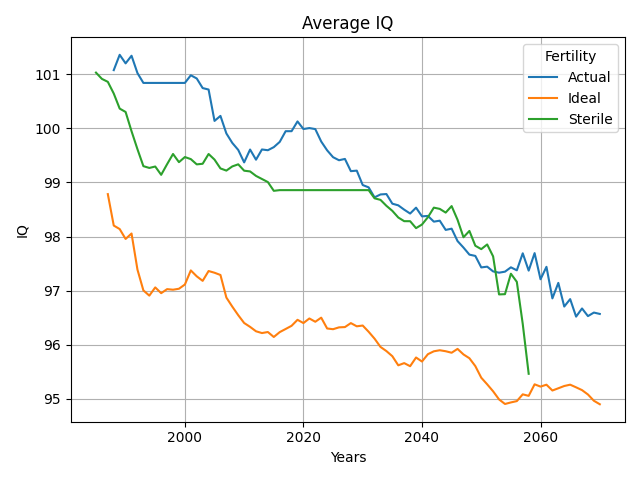 Average IQ
Fertility
Actual
Ideal
Sterile
IQ
101
100
99
98
97
96
95
2000
2020
2040
2060
Years